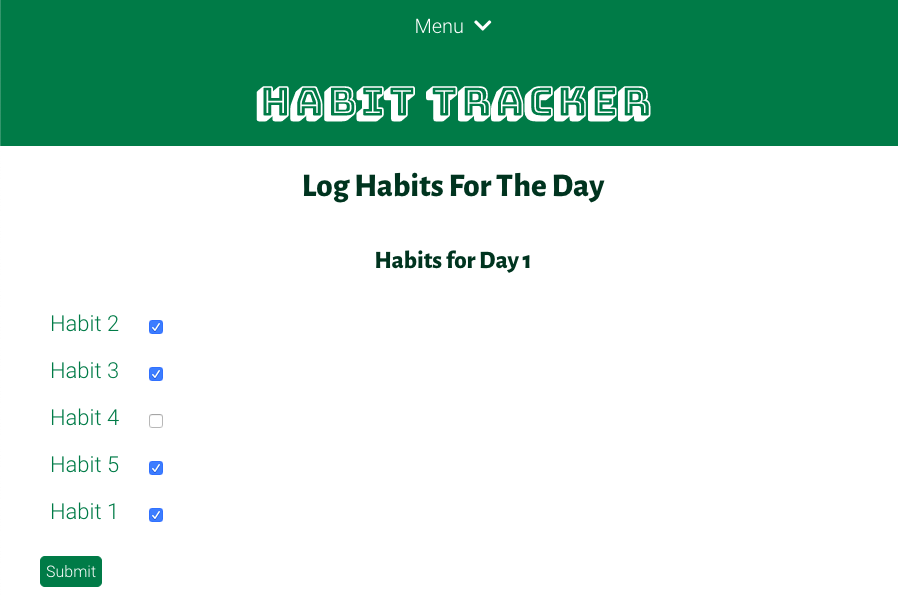 Menu
HABIT TRACKER
Log Habits For The Day
Habits for Day 1
Habit 2
Habit 3
Habit 4
Habit 5
Habit 1
Submit